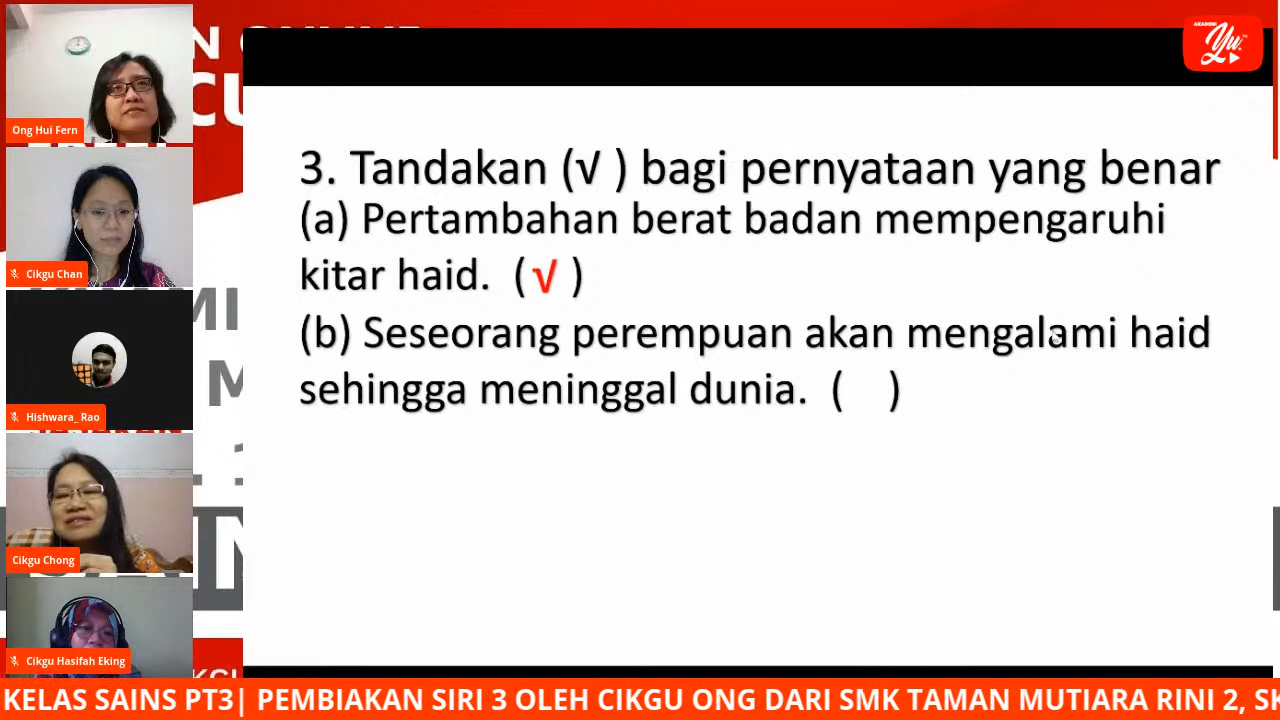 AKADEMI
Yu.
Ong Hui Fern
Cikgu Chan
Hishwara_ Rao
Cikgu Chong
Cikgu Hasifah Eking
3. Tandakan (√ ) bagi pernyataan yang benar
(a) Pertambahan berat badan mempengaruhi
kitar haid. ( √ )
(b) Seseorang perempuan akan mengalami haid
sehingga meninggal dunia. ( )
KELAS SAINS PT3| PEMBIAKAN SIRI 3 OLEH CIKGU ONG DARI SMK TAMAN MUTIARA RINI 2, SK